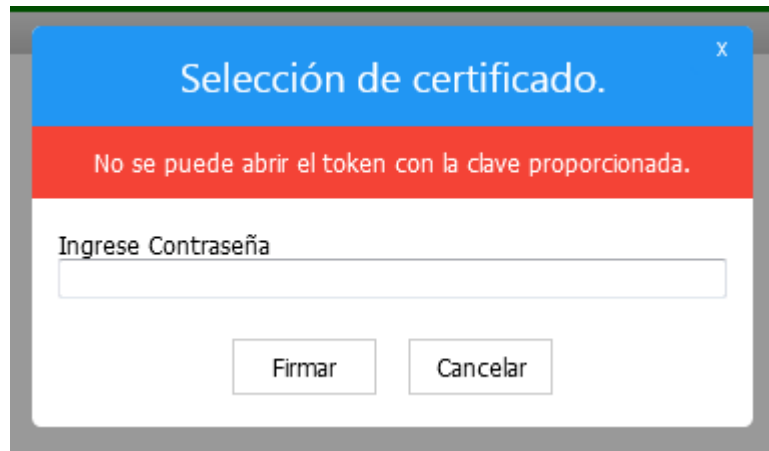 x
Selección de certificado.
No se puede abrir el token con la clave proporcionada.
Ingrese Contraseña
Firmar
Cancelar